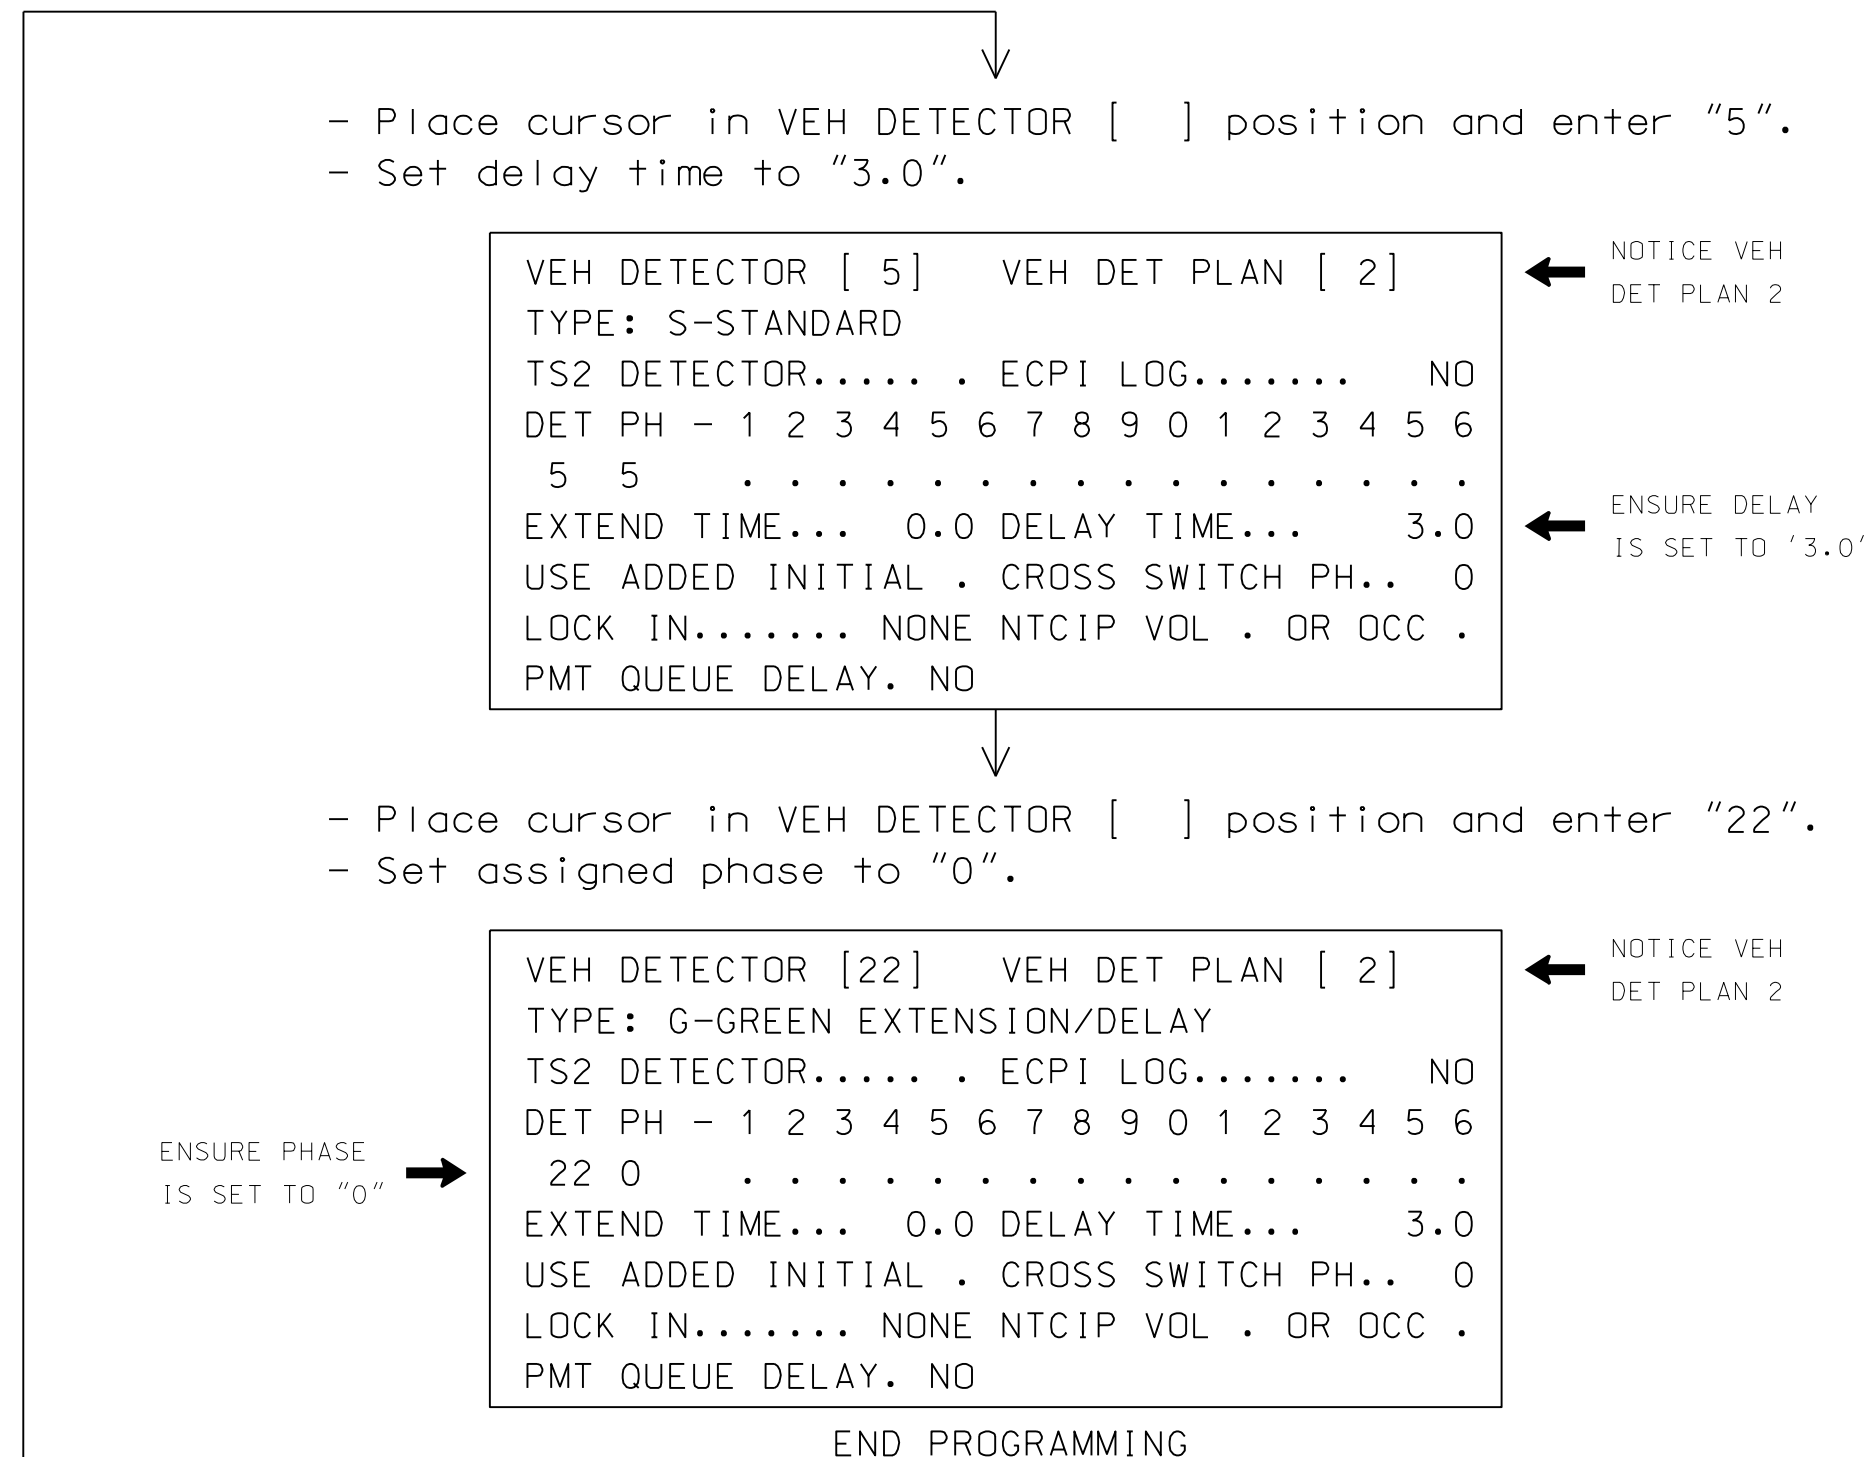 - Place cursor in VEH DETECTOR [  ] position and enter "5".
- Set delay time to "3.0".
VEH DETECTOR [ 5]   VEH DET PLAN [ 2]
NOTICE VEH
DET PLAN 2
TYPE: S-STANDARD
TS2 DETECTOR..... . ECPI LOG.......   NO
DET PH - 1 2 3 4 5 6 7 8 9 0 1 2 3 4 5 6
 5  5    . . . . . . . . . . . . . . . .
EXTEND TIME...  0.0 DELAY TIME...    3.0
ENSURE DELAY
IS SET TO '3.0'
USE ADDED INITIAL . CROSS SWITCH PH..  0
LOCK IN....... NONE NTCIP VOL . OR OCC .
PMT QUEUE DELAY. NO
- Place cursor in VEH DETECTOR [  ] position and enter "22".
- Set assigned phase to "0".
VEH DETECTOR [22]   VEH DET PLAN [ 2]
NOTICE VEH
DET PLAN 2
TYPE: G-GREEN EXTENSION/DELAY
TS2 DETECTOR..... . ECPI LOG.......   NO
DET PH - 1 2 3 4 5 6 7 8 9 0 1 2 3 4 5 6
ENSURE PHASE
IS SET TO "0"
 22 0    . . . . . . . . . . . . . . . .
EXTEND TIME...  0.0 DELAY TIME...    3.0
USE ADDED INITIAL . CROSS SWITCH PH..  0
LOCK IN....... NONE NTCIP VOL . OR OCC .
PMT QUEUE DELAY. NO
END PROGRAMMING